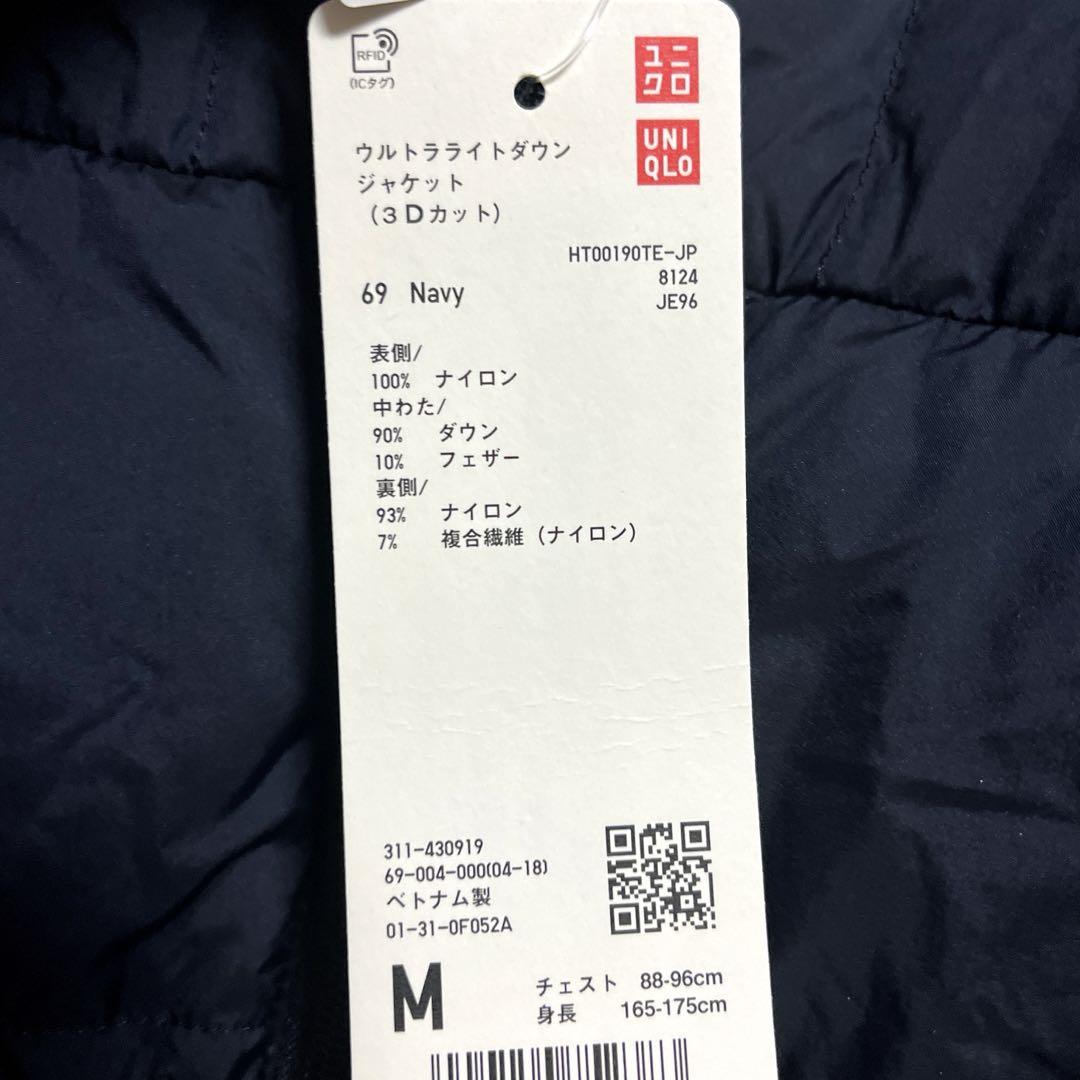 RFID
(ICタグ)
ユニ
クロ
UNI
QLO
ウルトラライトダウン
ジャケット
(3Dカット)
HT00190TE-JP
8124
JE96
69 Navy
表側/
100% ナイロン
中わた/
90% ダウン
10% フェザー
裏側/
93% ナイロン
7% 複合繊維(ナイロン)
311-430919
69-004-000(04-18)
ベトナム製
01-31-0F052A
M
チェスト 88-96cm
身長 165-175cm